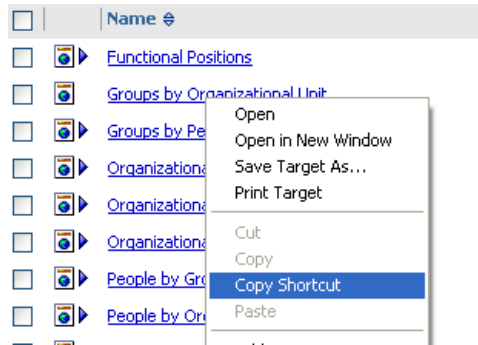 Name
Functional Positions
Groups by Organizational Unit
Groups by Pe
Organizationa
Organizationa
Organizationa
People by Gro
People by Or
Open
Open in New Window
Save Target As...
Print Target
Cut
Copy
Copy Shortcut
Paste